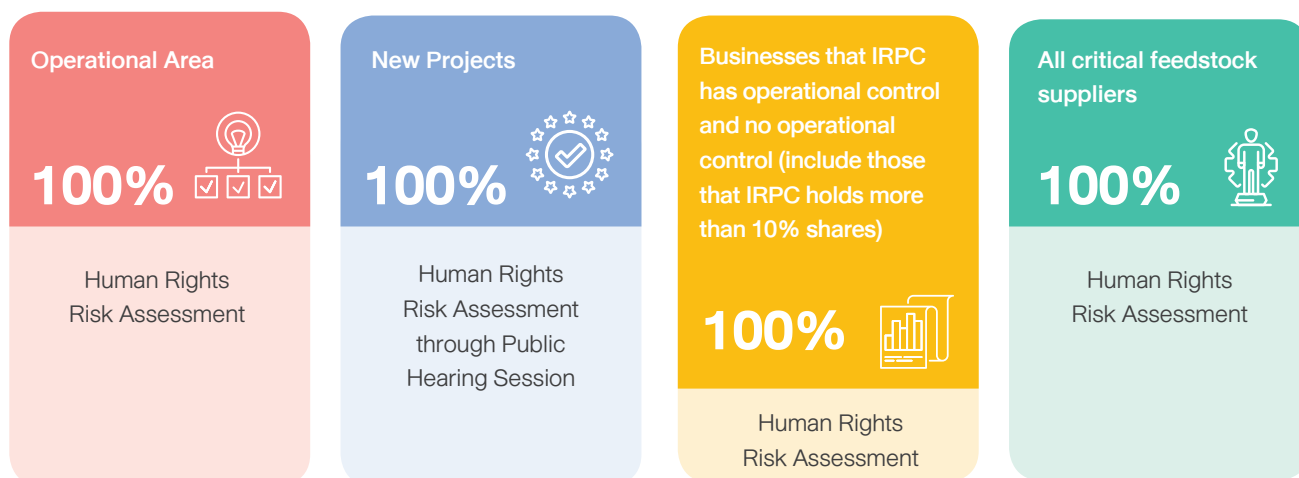 Operational Area
100%
Human Rights
Risk Assessment
New Projects
100%
Human Rights
Risk Assessment
through Public
Hearing Session
Businesses that IRPC
has operational control
and no operational
control (include those
that IRPC holds more
than 10% shares)
100%
Human Rights
Risk Assessment
All critical feedstock
suppliers
100%
Human Rights
Risk Assessment